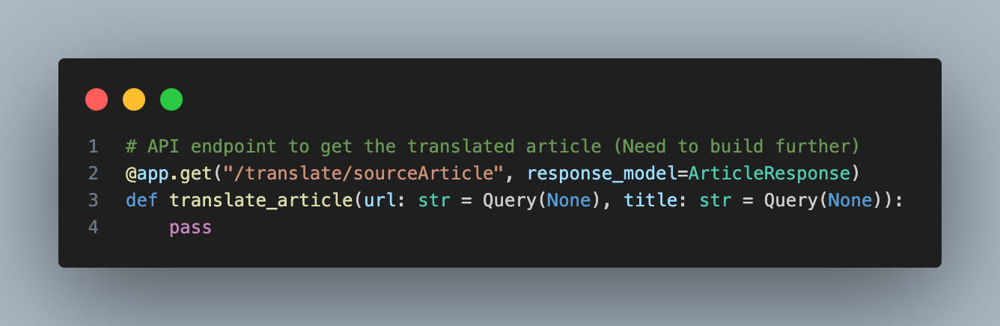 1 # API endpoint to get the translated article (Need to build further)
2 @app.get("/translate/sourceArticle", response_model=ArticleResponse)
3 def translate_article(url: str = Query(None), title: str = Query(None)):
4     pass